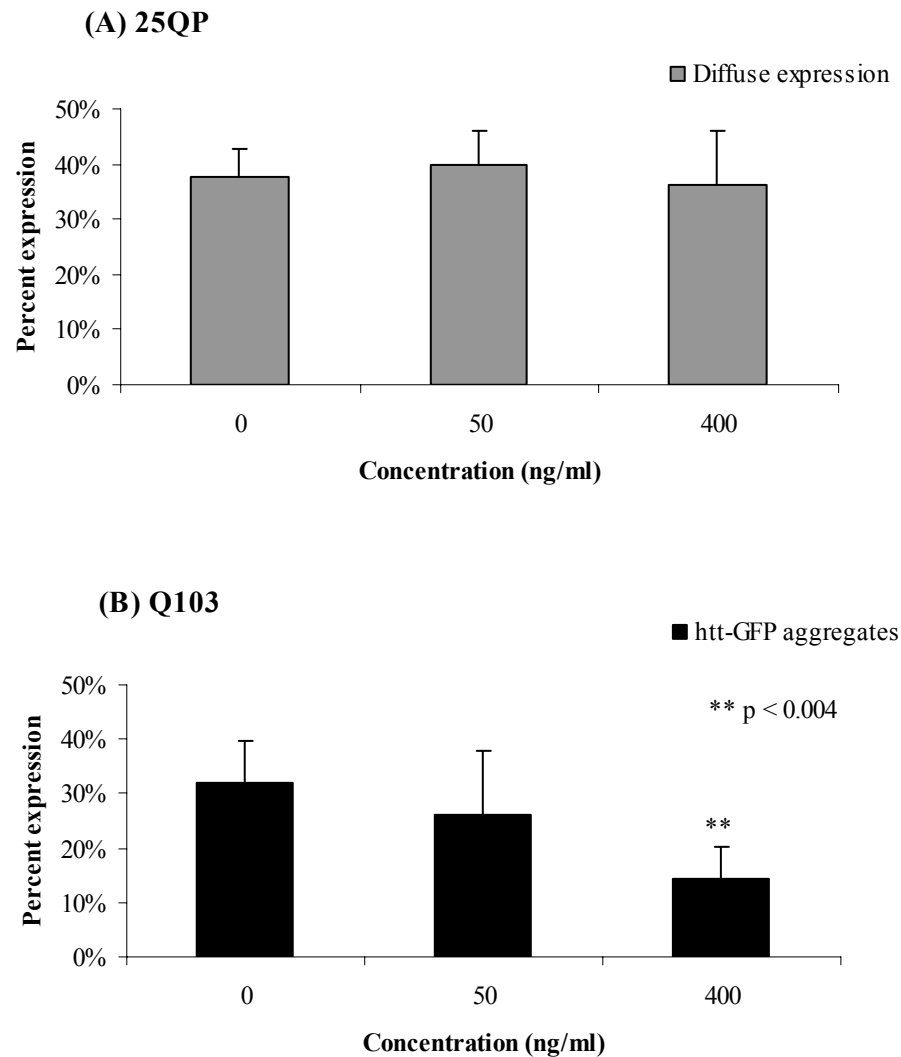 (A) 25QP
Diffuse expression
Percent expression
50%
40%
30%
20%
10%
0%
0 50 400
Concentration (ng/ml)
(B) Q103
htt-GFP aggregates
** p < 0.004
Percent expression
50%
40%
30%
20%
10%
0%
**
0 50 400
Concentration (ng/ml)